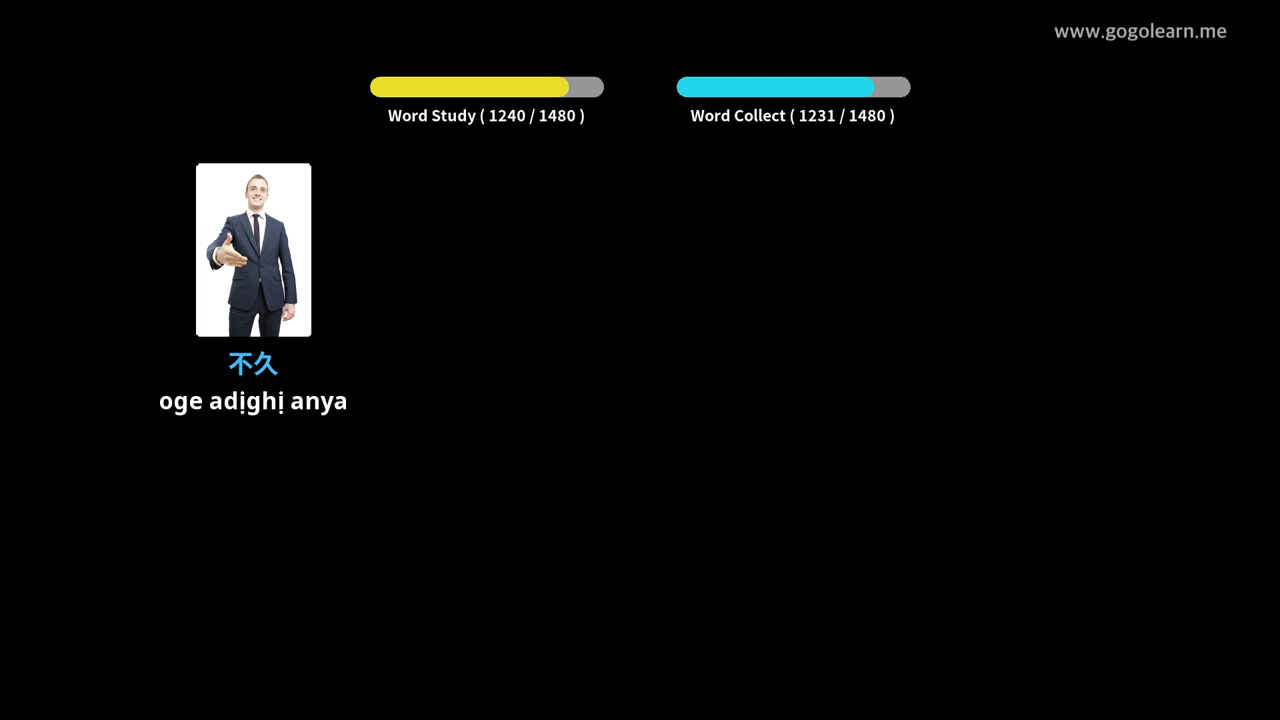 www.gogolearn.me
Word Study ( 1240 / 1480 )
Word Collect ( 1231 / 1480 )
不久
oge adịghị anya